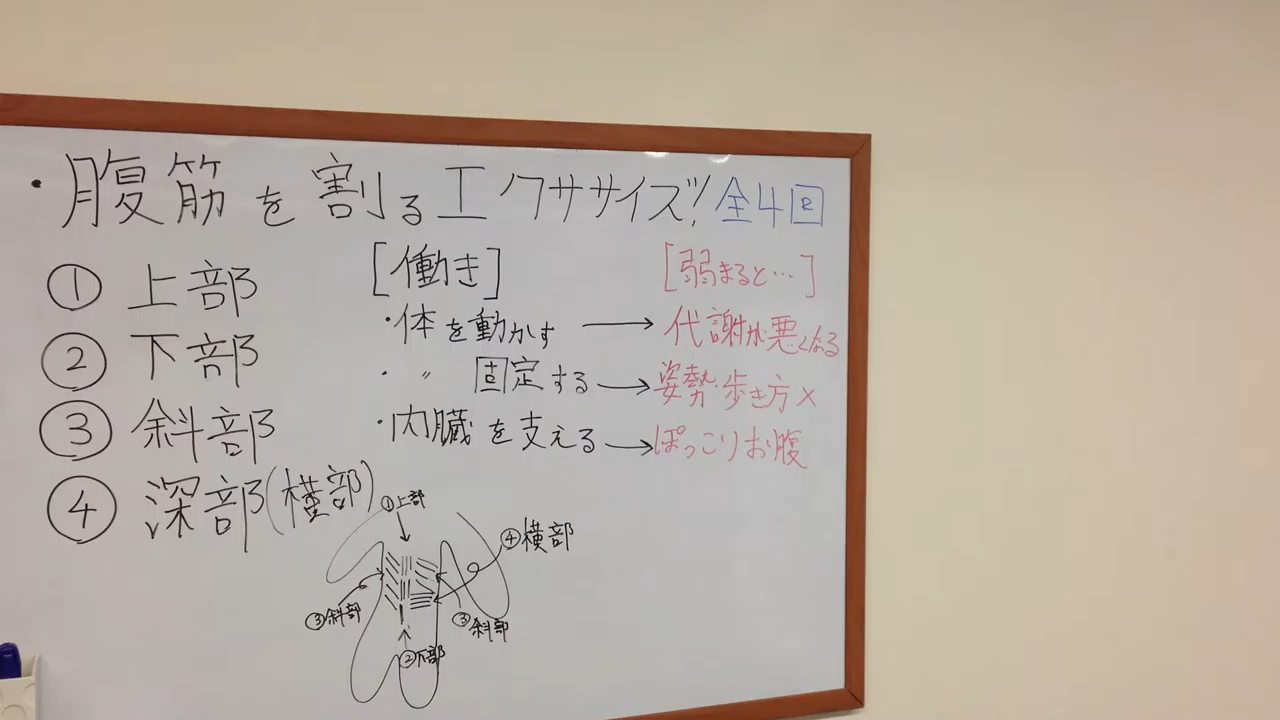 ・腹筋を割るエクササイズ!! 全4回
① 上部
② 下部
③ 斜部
④ 深部(横部)
[働き]
・体を動かす → 代謝が悪くなる
・〃 固定する → 姿勢・歩き方×
・内臓を支える → ぽっこりお腹
[弱まると…]
①上部
④横部
③斜部
③斜部
②下部